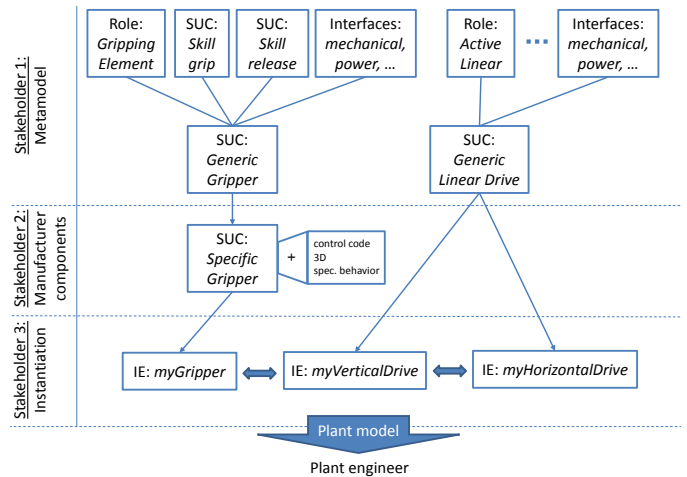 Stakeholder 1:
Metamodel
Role:
Gripping
Element
SUC:
Skill
grip
SUC:
Skill
release
Interfaces:
mechanical,
power, …
Role:
Active
Linear
Interfaces:
mechanical,
power, …
SUC:
Generic
Gripper
SUC:
Generic
Linear Drive
Stakeholder 2:
Manufacturer
components
SUC:
Specific
Gripper
+
control code
3D
spec. behavior
Stakeholder 3:
Instantiation
IE: myGripper
IE: myVerticalDrive
IE: myHorizontalDrive
Plant model
Plant engineer